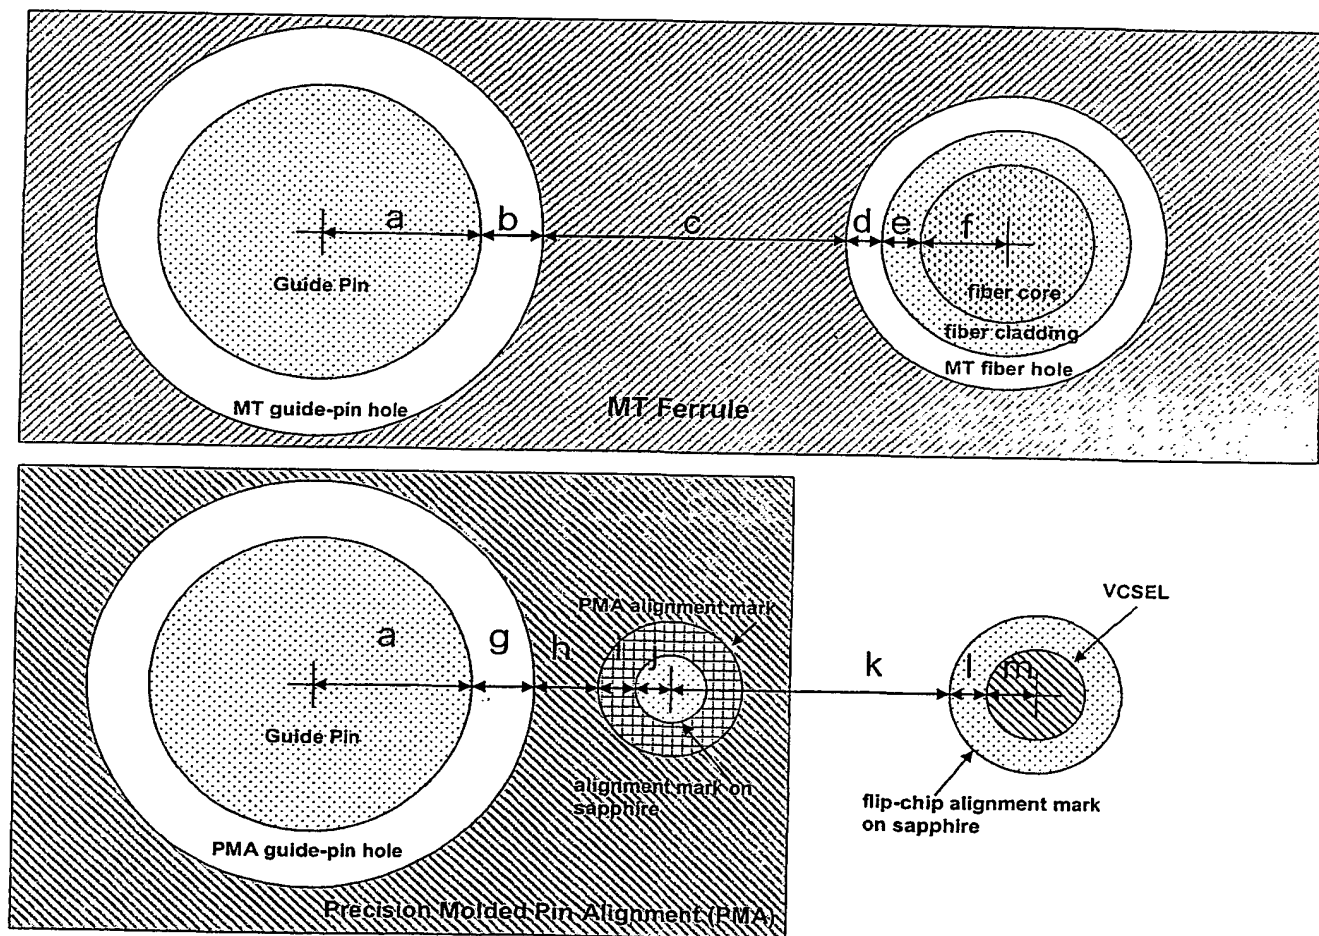 a
b
c
d
e
f
Guide Pin
fiber core
fiber cladding
MT fiber hole
MT guide-pin hole
MT Ferrule
PMA alignment mark
VCSEL
a
g
h
i
j
k
l
m
Guide Pin
alignment mark on
sapphire
flip-chip alignment mark
on sapphire
PMA guide-pin hole
Precision Molded Pin Alignment (PMA)